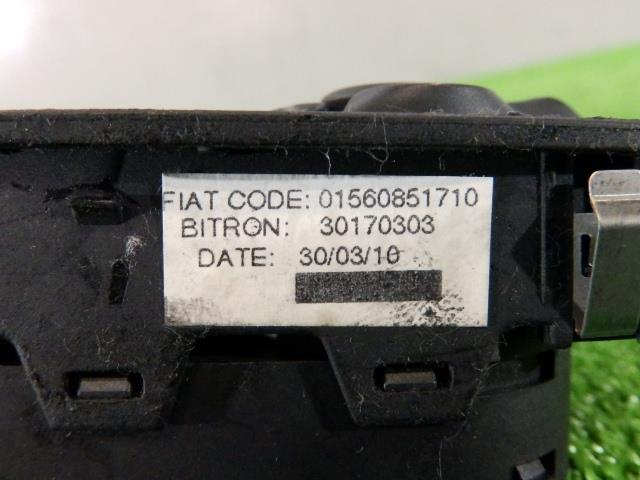 FIAT CODE: 01560851710
BITRON: 30170303
DATE: 30/03/10